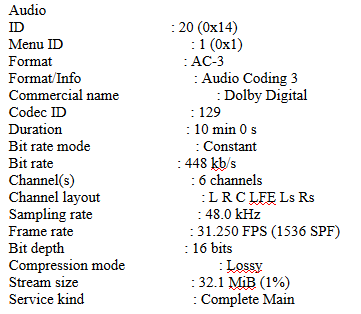 Audio
ID : 20 (0x14)
Menu ID : 1 (0x1)
Format : AC-3
Format/Info : Audio Coding 3
Commercial name : Dolby Digital
Codec ID : 129
Duration : 10 min 0 s
Bit rate mode : Constant
Bit rate : 448 kb/s
Channel(s) : 6 channels
Channel layout : L R C LFE Ls Rs
Sampling rate : 48.0 kHz
Frame rate : 31.250 FPS (1536 SPF)
Bit depth : 16 bits
Compression mode : Lossy
Stream size : 32.1 MiB (1%)
Service kind : Complete Main